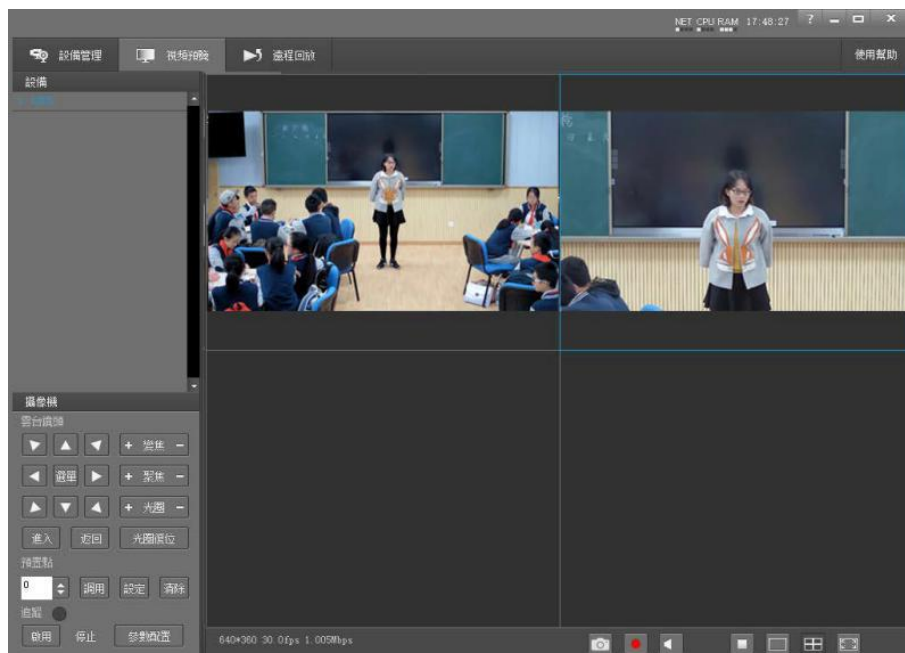 NET CPU RAM 17:48:27 ?
設備管理 視頻預覽 遠程回放 使用幫助
設備
攝像機
雲台鏡頭
+ 變焦 -
選單 + 聚焦 -
+ 光圈 -
進入 返回 光圈復位
預置點
0 調用 設定 清除
追蹤
啟用 停止 參數配置
640*360 30.0fps 1.005Mbps